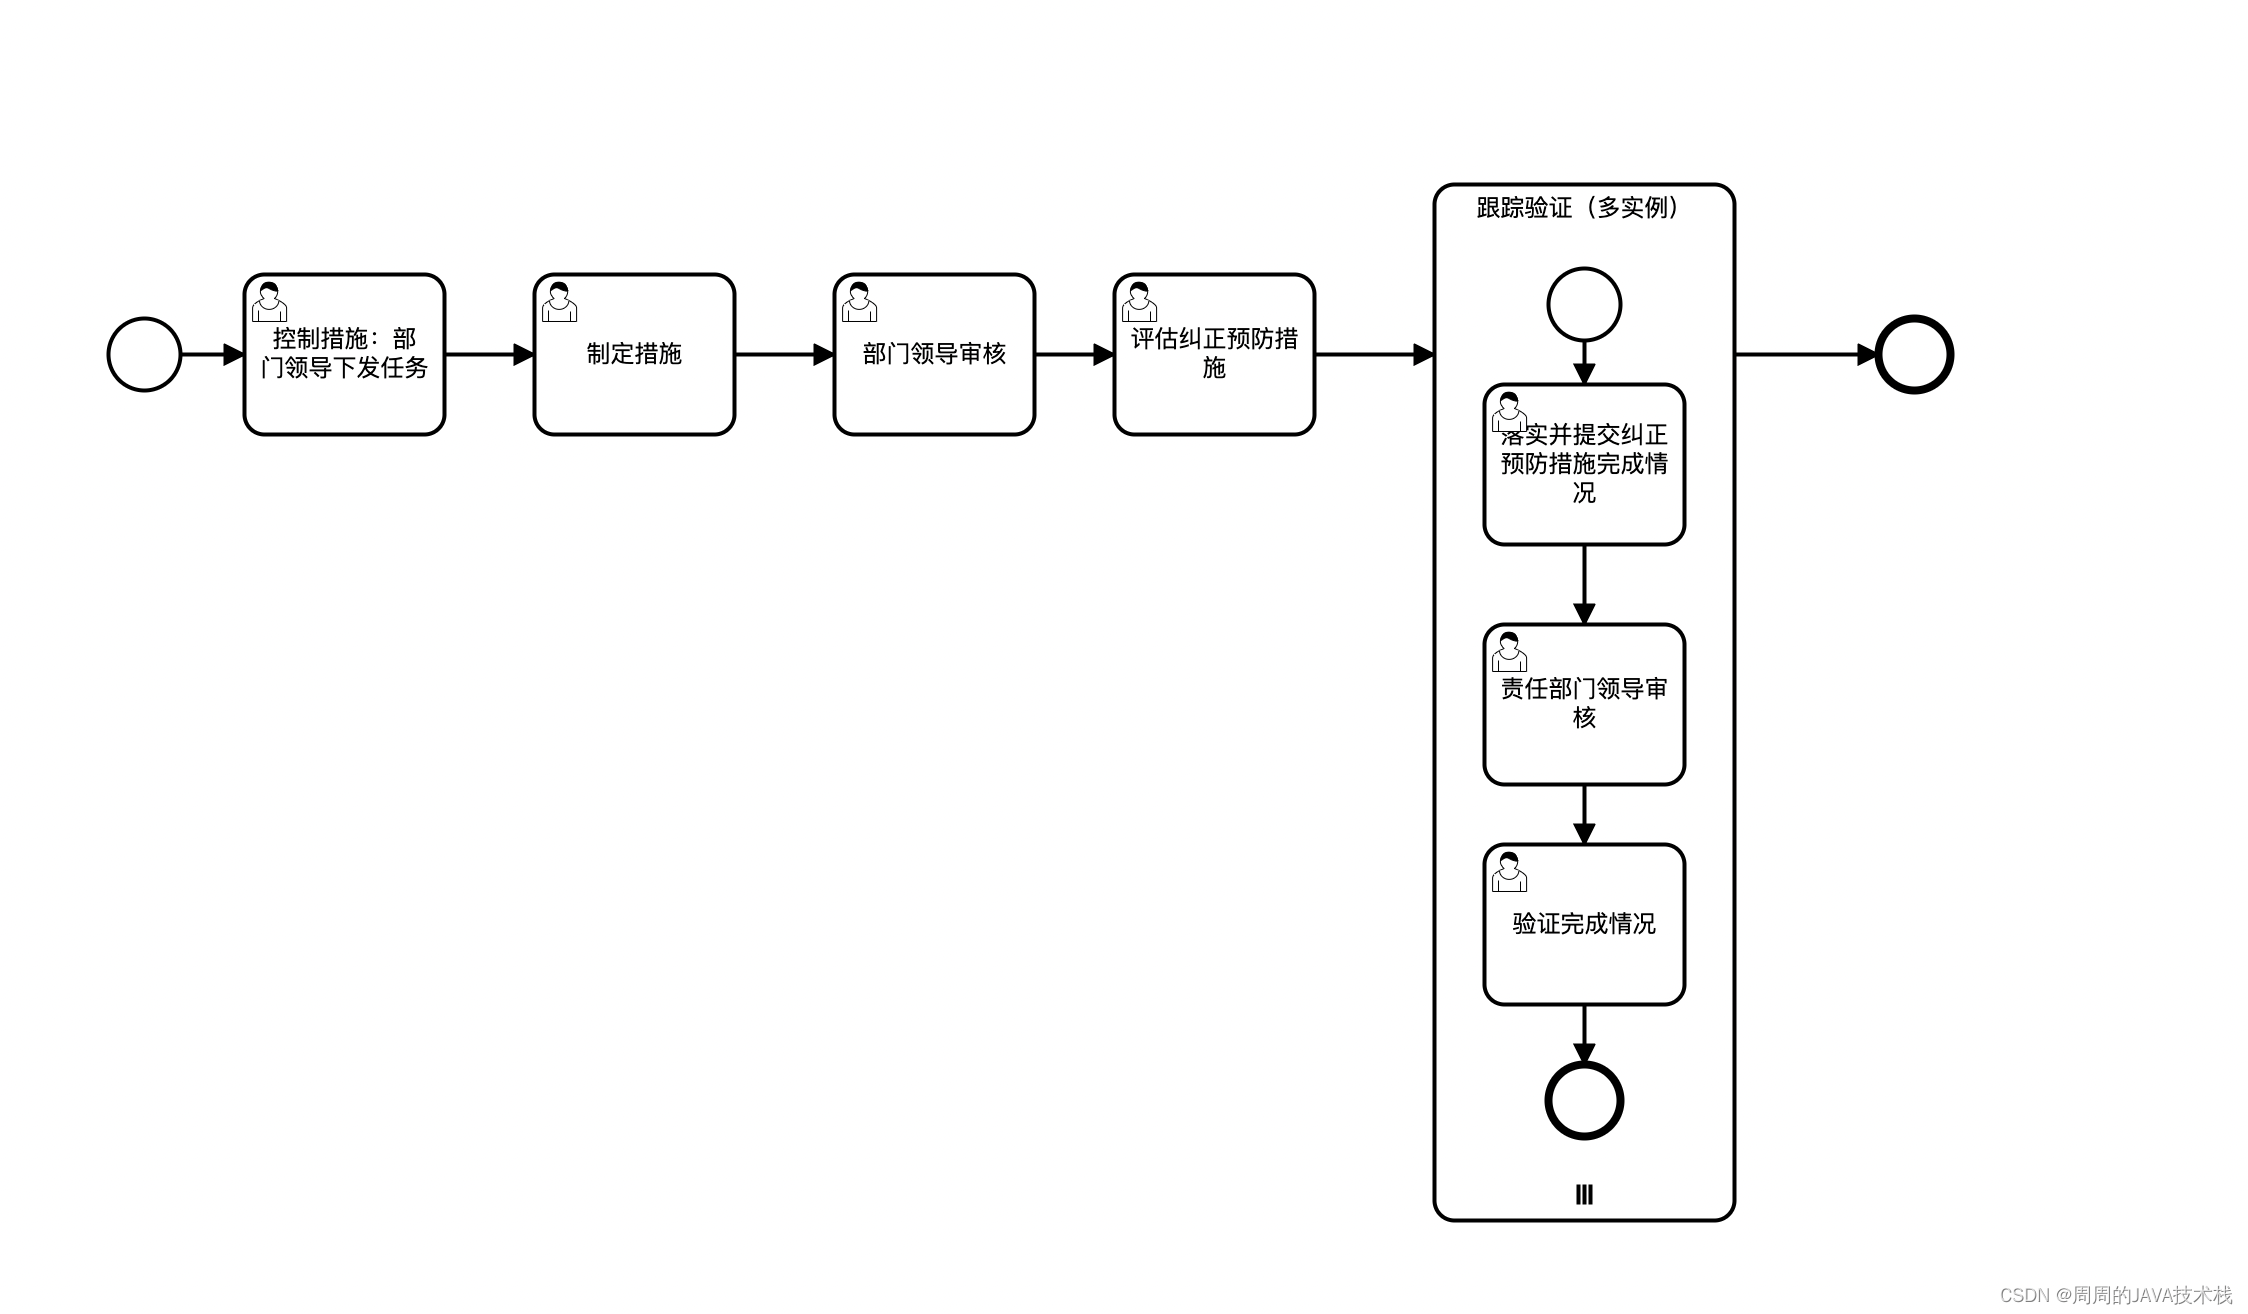 控制措施：部
门领导下发任务
制定措施
部门领导审核
评估纠正预防措
施
跟踪验证（多实例）
落实并提交纠正
预防措施完成情
况
责任部门领导审
核
验证完成情况
CSDN @周周的JAVA技术栈